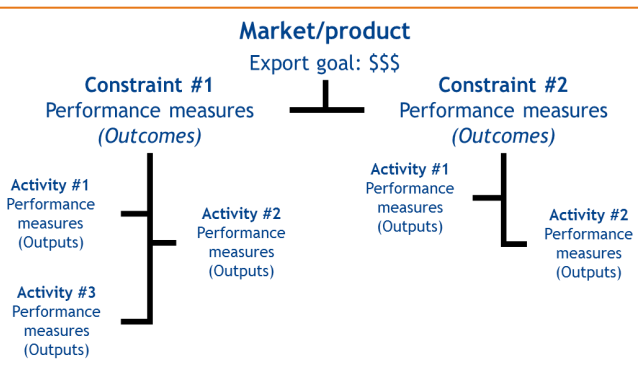 Market/product
Export goal: $$$
Constraint #1
Performance measures
(Outcomes)
Constraint #2
Performance measures
(Outcomes)
Activity #1
Performance
measures
(Outputs)
Activity #2
Performance
measures
(Outputs)
Activity #3
Performance
measures
(Outputs)
Activity #1
Performance
measures
(Outputs)
Activity #2
Performance
measures
(Outputs)